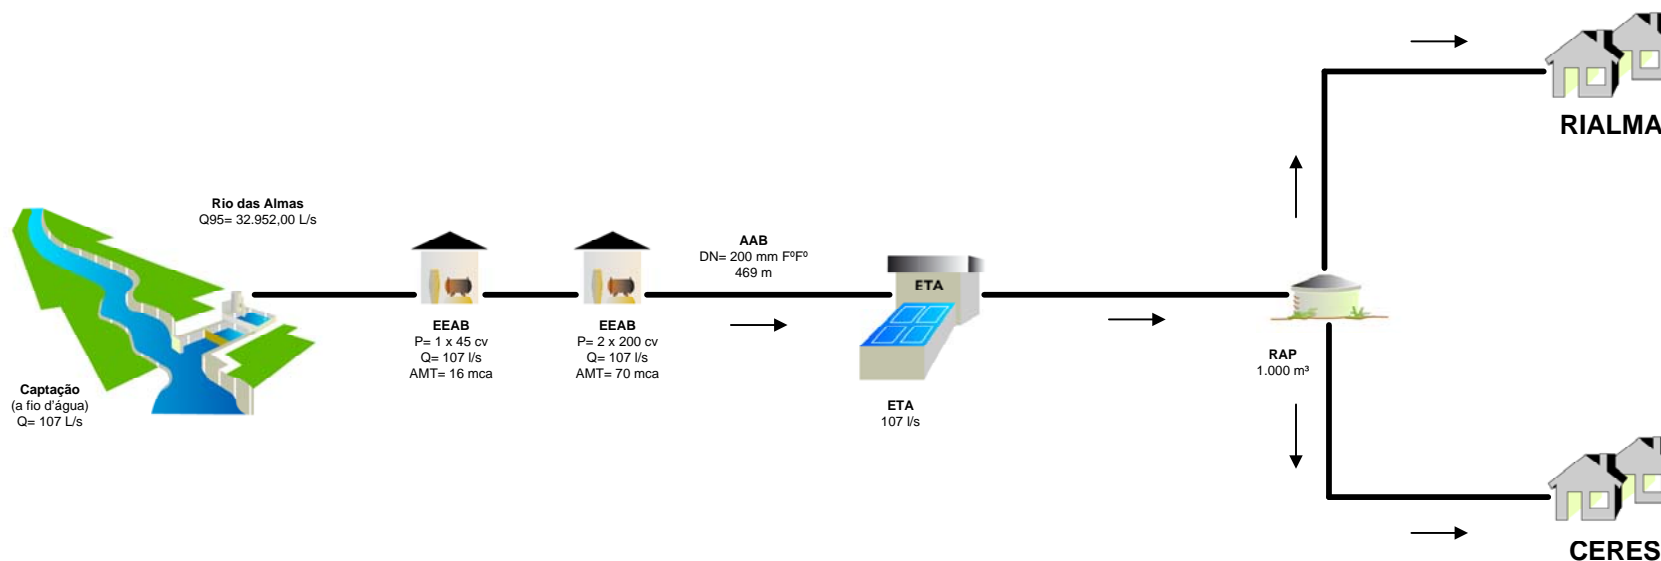 RIALMA
Rio das Almas
Q95= 32.952,00 L/s
AAB
DN= 200 mm FºFº
469 m
ETA
EEAB
P= 1 x 45 cv
Q= 107 l/s
AMT= 16 mca
EEAB
P= 2 x 200 cv
Q= 107 l/s
AMT= 70 mca
RAP
1.000 m³
Captação
(a fio d'água)
Q= 107 L/s
ETA
107 l/s
CERES